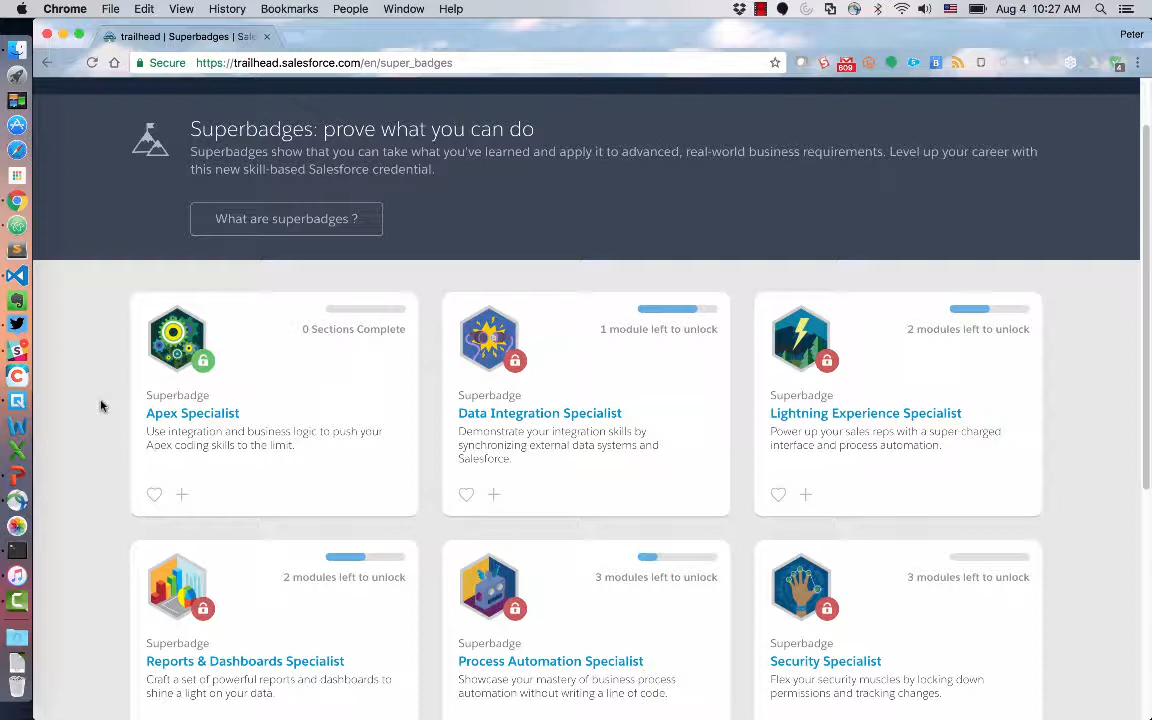 Chrome File Edit View History Bookmarks People Window Help Aug 4 10:27 AM
trailhead | Superbadges | Sale
Peter
Secure https://trailhead.salesforce.com/en/super_badges
609
4
Superbadges: prove what you can do
Superbadges show that you can take what you've learned and apply it to advanced, real-world business requirements. Level up your career with
this new skill-based Salesforce credential.
What are superbadges ?
0 Sections Complete
Superbadge
Apex Specialist
Use integration and business logic to push your
Apex coding skills to the limit.
1 module left to unlock
Superbadge
Data Integration Specialist
Demonstrate your integration skills by
synchronizing external data systems and
Salesforce.
2 modules left to unlock
Superbadge
Lightning Experience Specialist
Power up your sales reps with a super-charged
interface and process automation.
2 modules left to unlock
Superbadge
Reports & Dashboards Specialist
Craft a set of powerful reports and dashboards to
shine a light on your data.
3 modules left to unlock
Superbadge
Process Automation Specialist
Showcase your mastery of business process
automation without writing a line of code.
3 modules left to unlock
Superbadge
Security Specialist
Flex your security muscles by locking down
permissions and tracking changes.